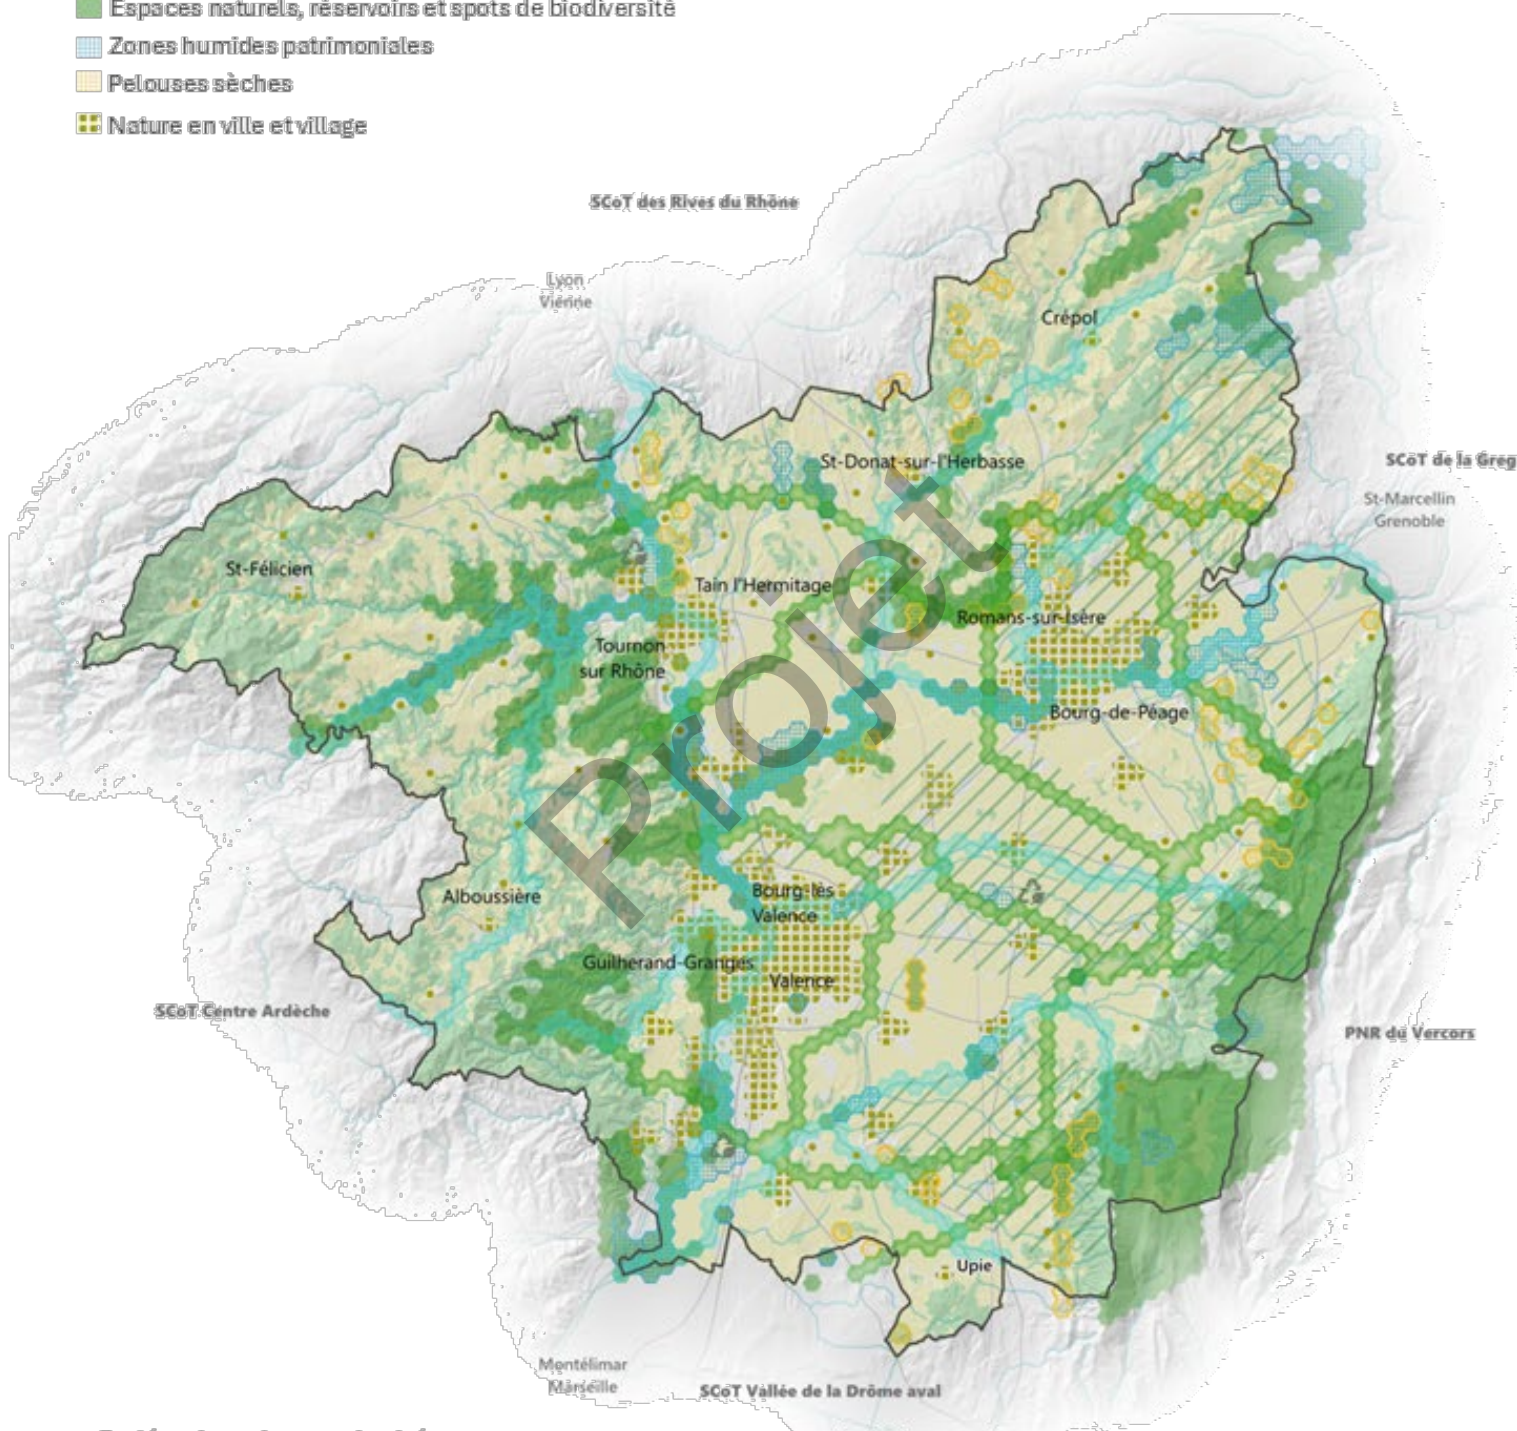 Espaces naturels, réservoirs et spots de biodiversité
Zones humides patrimoniales
Pelouses sèches
Nature en ville et village
SCoT des Rives du Rhône
Lyon
Vienne
Crépol
St-Donat-sur-l'Herbasse
SCoT de la Greg
St-Marcellin
Grenoble
St-Félicien
Tain l'Hermitage
Romans-sur-Isère
Tournon
sur Rhône
Bourg-de-Péage
Projet
Alboussière
Bourg-lès
Valence
Guilherand-Granges
Valence
SCoT Centre Ardèche
PNR du Vercors
Upie
Montélimar
Marseille
SCoT Vallée de la Drôme aval